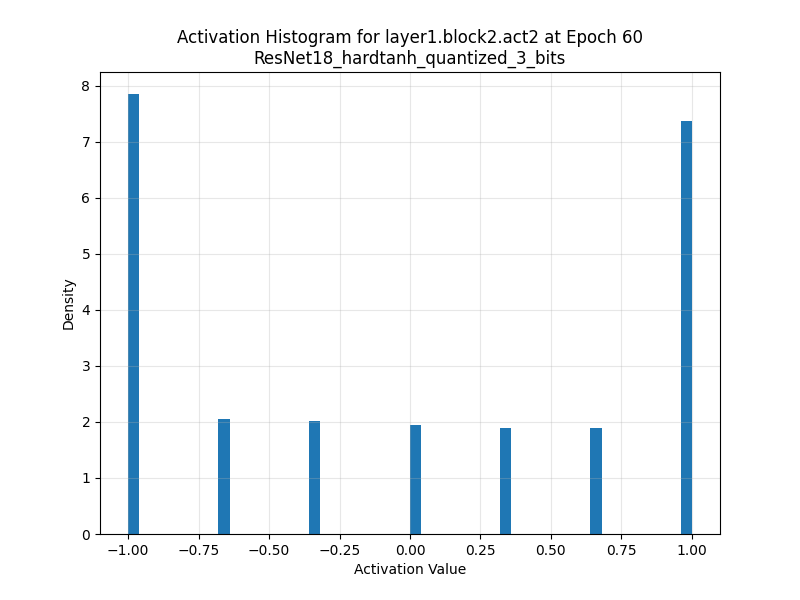 Activation Histogram for layer1.block2.act2 at Epoch 60
ResNet18_hardtanh_quantized_3_bits
8
7
6
5
4
3
2
1
0
Density
−1.00 −0.75 −0.50 −0.25 0.00 0.25 0.50 0.75 1.00
Activation Value